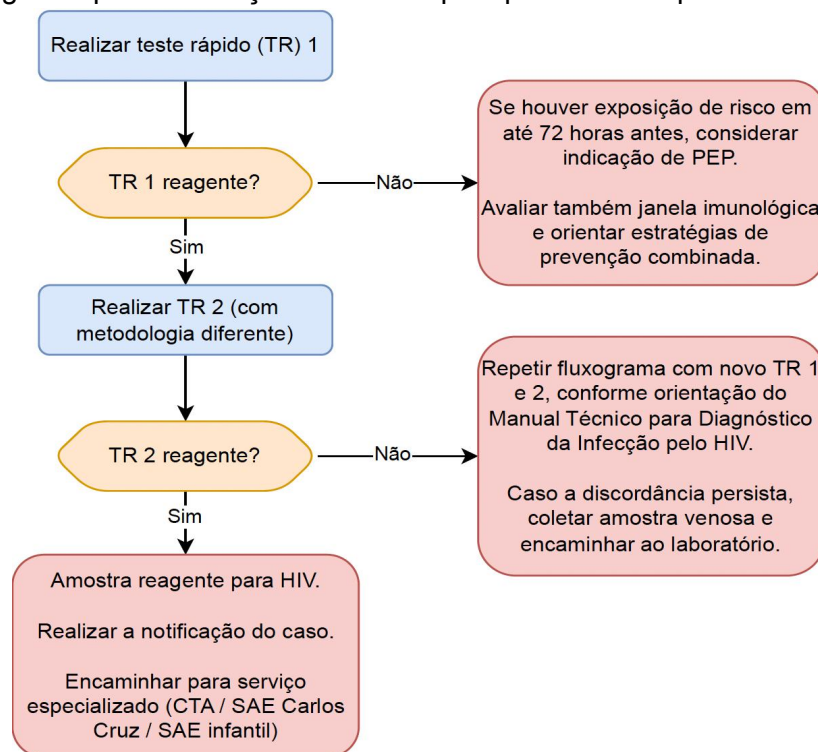 Realizar teste rápido (TR) 1
TR 1 reagente?
Não
Se houver exposição de risco em
até 72 horas antes, considerar
indicação de PEP.
Avaliar também janela imunológica
e orientar estratégias de
prevenção combinada.
Sim
Realizar TR 2 (com
metodologia diferente)
TR 2 reagente?
Não
Repetir fluxograma com novo TR 1
e 2, conforme orientação do
Manual Técnico para Diagnóstico
da Infecção pelo HIV.
Caso a discordância persista,
coletar amostra venosa e
encaminhar ao laboratório.
Sim
Amostra reagente para HIV.
Realizar a notificação do caso.
Encaminhar para serviço
especializado (CTA / SAE Carlos
Cruz / SAE infantil)